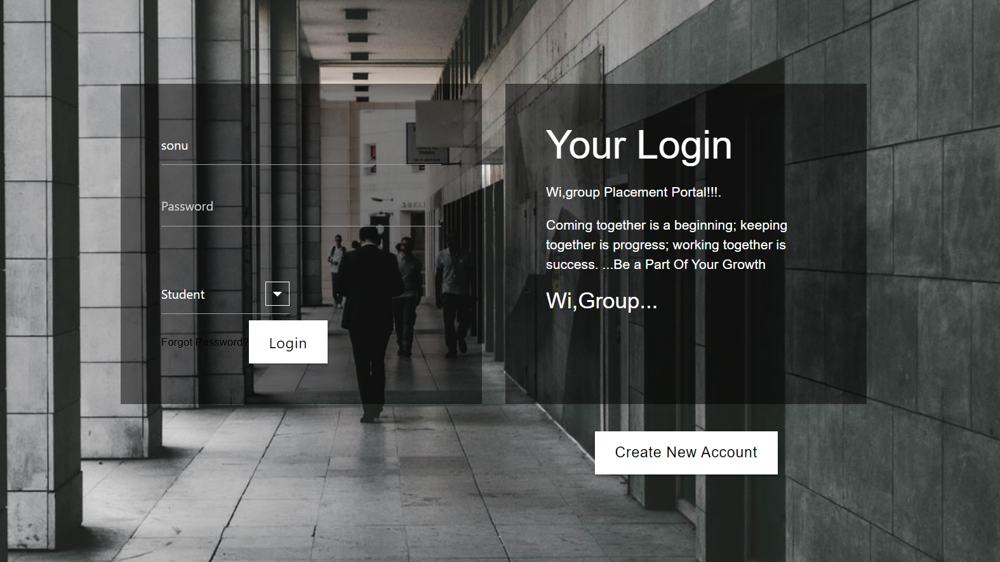 sonu
Password
Student
Forgot Password?
Login
Your Login
Wi,group Placement Portal!!!.
Coming together is a beginning; keeping
together is progress; working together is
success. ...Be a Part Of Your Growth
Wi,Group...
Create New Account